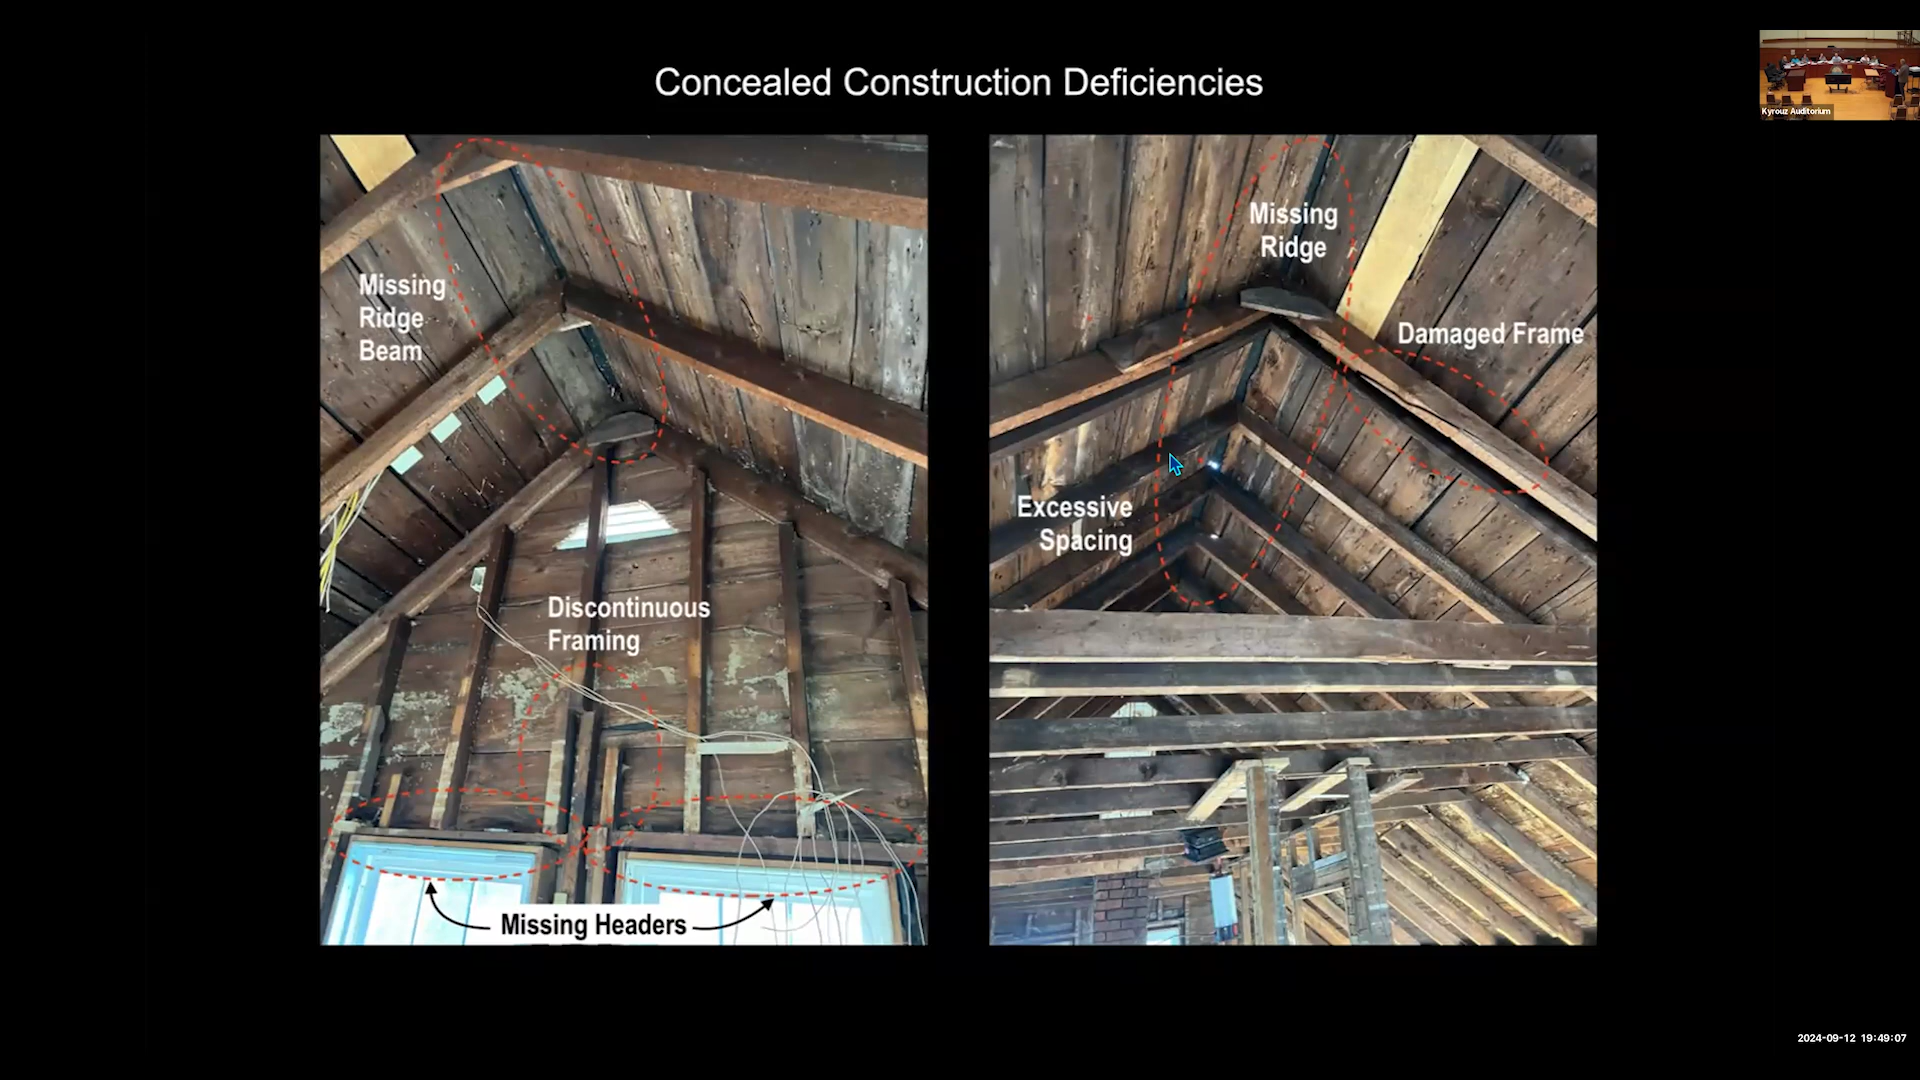 Concealed Construction Deficiencies
Kyrouz Auditorium
Missing
Ridge
Beam
Discontinuous
Framing
Missing Headers
Missing
Ridge
Damaged Frame
Excessive
Spacing
2024-09-12 19:49:07